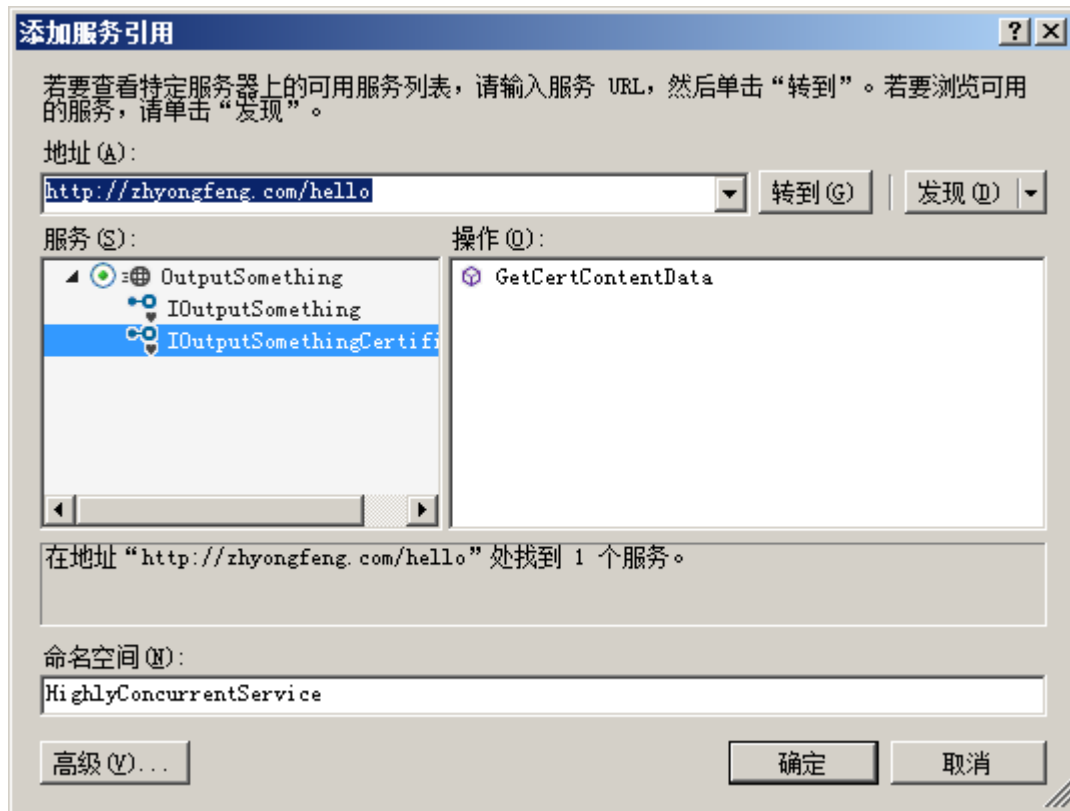 添加服务引用
若要查看特定服务器上的可用服务列表，请输入服务 URL，然后单击“转到”。若要浏览可用
的服务，请单击“发现”。
地址(A):
http://zhyongfeng.com/hello
转到(G)
发现(D)
服务(S):
操作(O):
OutputSomething
GetCertContentData
IOutputSomething
IOutputSomethingCertifi
在地址“http://zhyongfeng.com/hello”处找到 1 个服务。
命名空间(N):
HighlyConcurrentService
高级(V)...
确定
取消